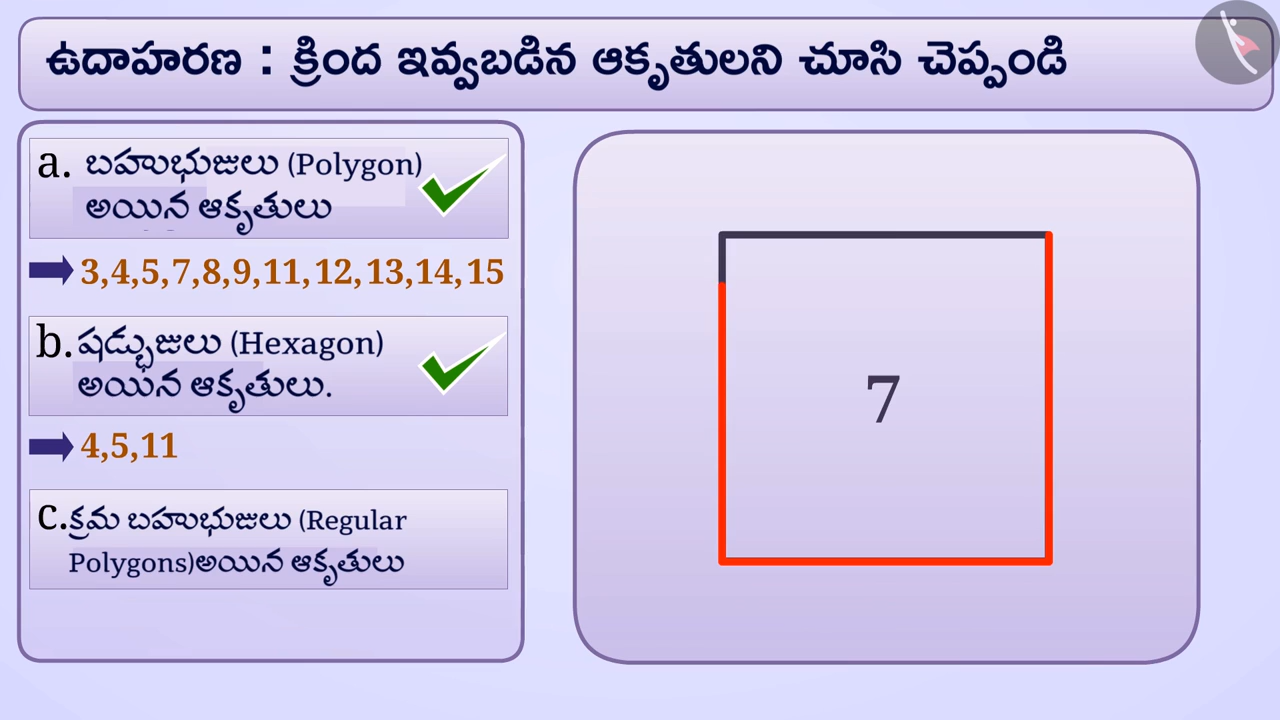 ఉదాహరణ : క్రింద ఇవ్వబడిన ఆకృతులని చూసి చెప్పండి
a. బహుభుజులు (Polygon)
అయిన ఆకృతులు
3,4,5,7,8,9,11,12,13,14,15
b. షడ్భుజులు (Hexagon)
అయిన ఆకృతులు.
4,5,11
c. క్రమ బహుభుజులు (Regular
Polygons)అయిన ఆకృతులు
7